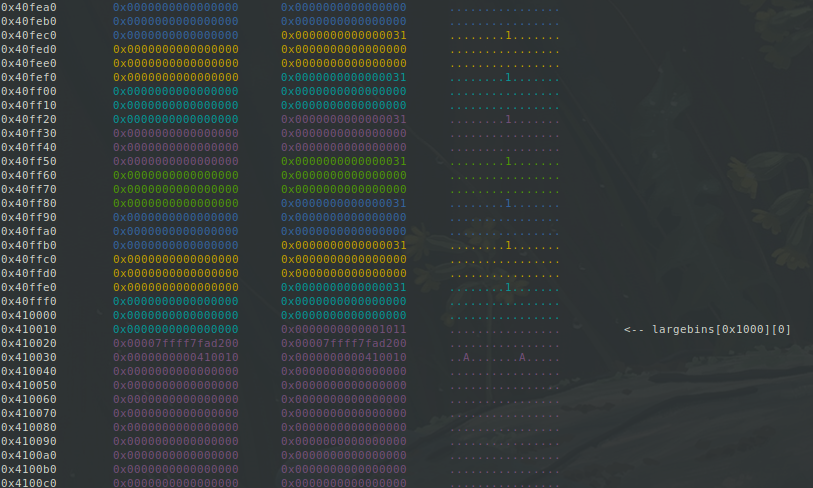 0x40fea0 0x0000000000000000 0x0000000000000000 ................
0x40feb0 0x0000000000000000 0x0000000000000000 ................
0x40fec0 0x0000000000000000 0x0000000000000031 ........1.......
0x40fed0 0x0000000000000000 0x0000000000000000 ................
0x40fee0 0x0000000000000000 0x0000000000000000 ................
0x40fef0 0x0000000000000000 0x0000000000000031 ........1.......
0x40ff00 0x0000000000000000 0x0000000000000000 ................
0x40ff10 0x0000000000000000 0x0000000000000000 ................
0x40ff20 0x0000000000000000 0x0000000000000031 ........1.......
0x40ff30 0x0000000000000000 0x0000000000000000 ................
0x40ff40 0x0000000000000000 0x0000000000000000 ................
0x40ff50 0x0000000000000000 0x0000000000000031 ........1.......
0x40ff60 0x0000000000000000 0x0000000000000000 ................
0x40ff70 0x0000000000000000 0x0000000000000000 ................
0x40ff80 0x0000000000000000 0x0000000000000031 ........1.......
0x40ff90 0x0000000000000000 0x0000000000000000 ................
0x40ffa0 0x0000000000000000 0x0000000000000000 ................
0x40ffb0 0x0000000000000000 0x0000000000000031 ........1.......
0x40ffc0 0x0000000000000000 0x0000000000000000 ................
0x40ffd0 0x0000000000000000 0x0000000000000000 ................
0x40ffe0 0x0000000000000000 0x0000000000000031 ........1.......
0x40fff0 0x0000000000000000 0x0000000000000000 ................
0x410000 0x0000000000000000 0x0000000000000000 ................
0x410010 0x0000000000000000 0x0000000000001011 ................ <-- largebins[0x1000][0]
0x410020 0x00007ffff7fad200 0x00007ffff7fad200 ................
0x410030 0x0000000000410010 0x0000000000410010 ..A.......A.....
0x410040 0x0000000000000000 0x0000000000000000 ................
0x410050 0x0000000000000000 0x0000000000000000 ................
0x410060 0x0000000000000000 0x0000000000000000 ................
0x410070 0x0000000000000000 0x0000000000000000 ................
0x410080 0x0000000000000000 0x0000000000000000 ................
0x410090 0x0000000000000000 0x0000000000000000 ................
0x4100a0 0x0000000000000000 0x0000000000000000 ................
0x4100b0 0x0000000000000000 0x0000000000000000 ................
0x4100c0 0x0000000000000000 0x0000000000000000 ................